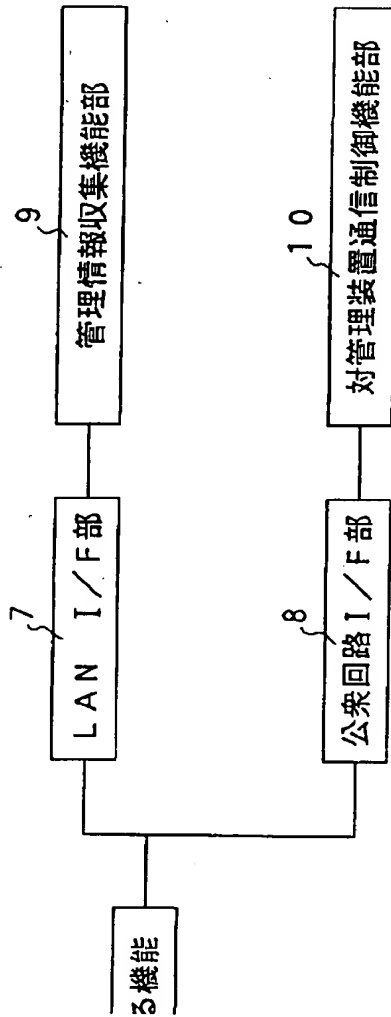 る機能
7
LAN I/F部
9
管理情報収集機能部
8
公衆回路I/F部
10
対管理装置通信制御機能部